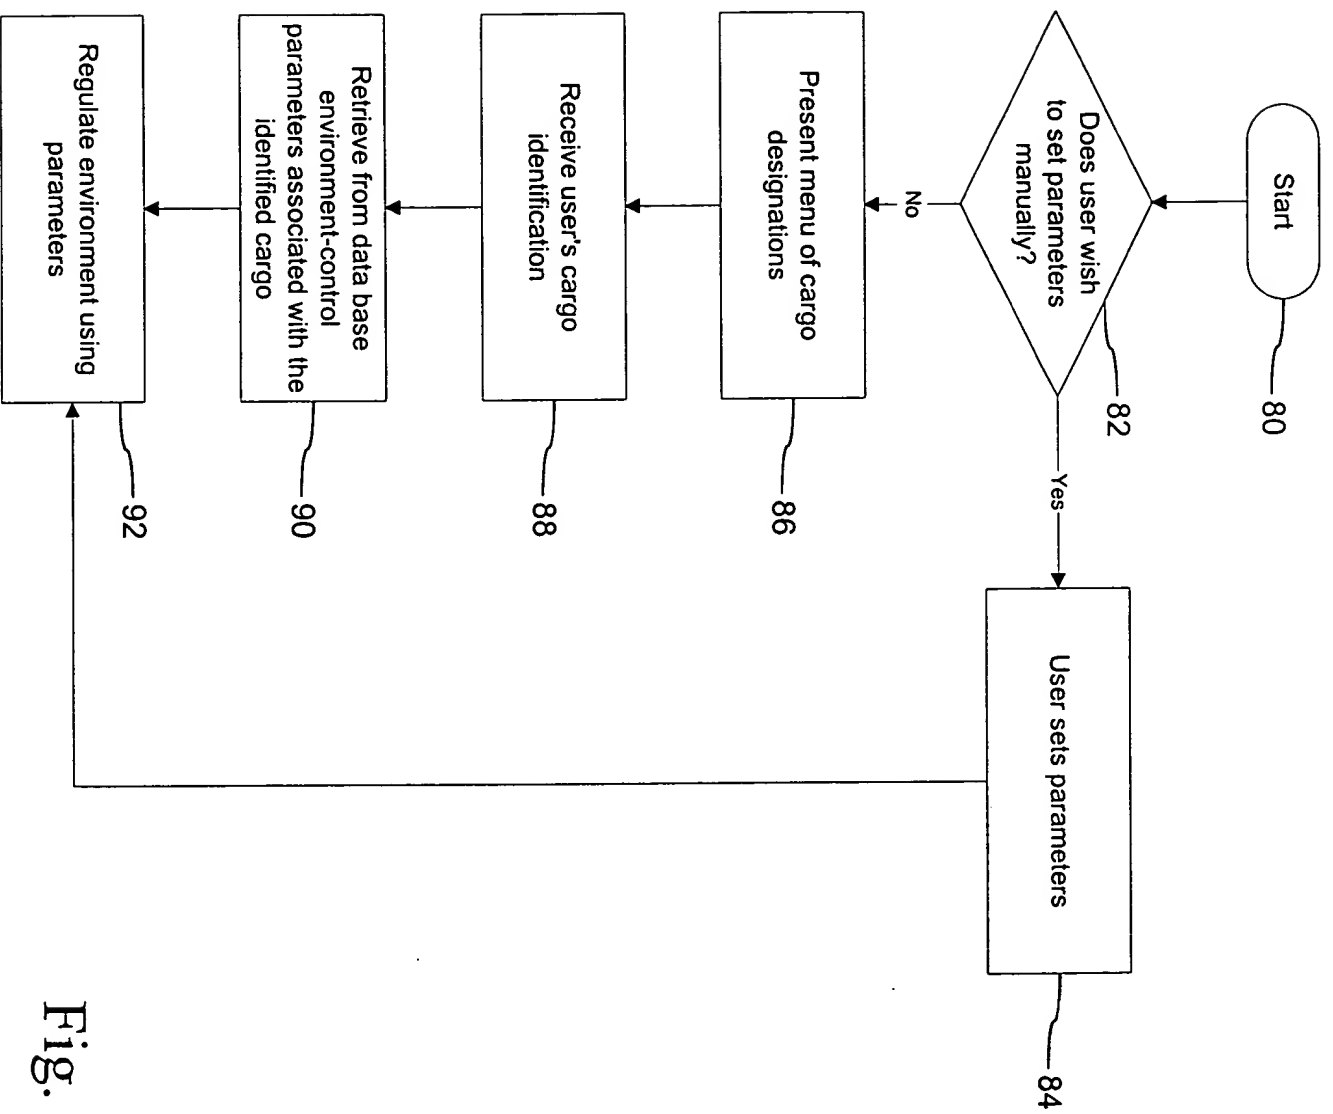 Start
80
Does user wish
to set parameters
manually?
82
Yes
User sets parameters
84
No
Present menu of cargo
designations
86
Receive user's cargo
identification
88
Retrieve from data base
environment-control
parameters associated with the
identified cargo
90
Regulate environment using
parameters
92
Fig.